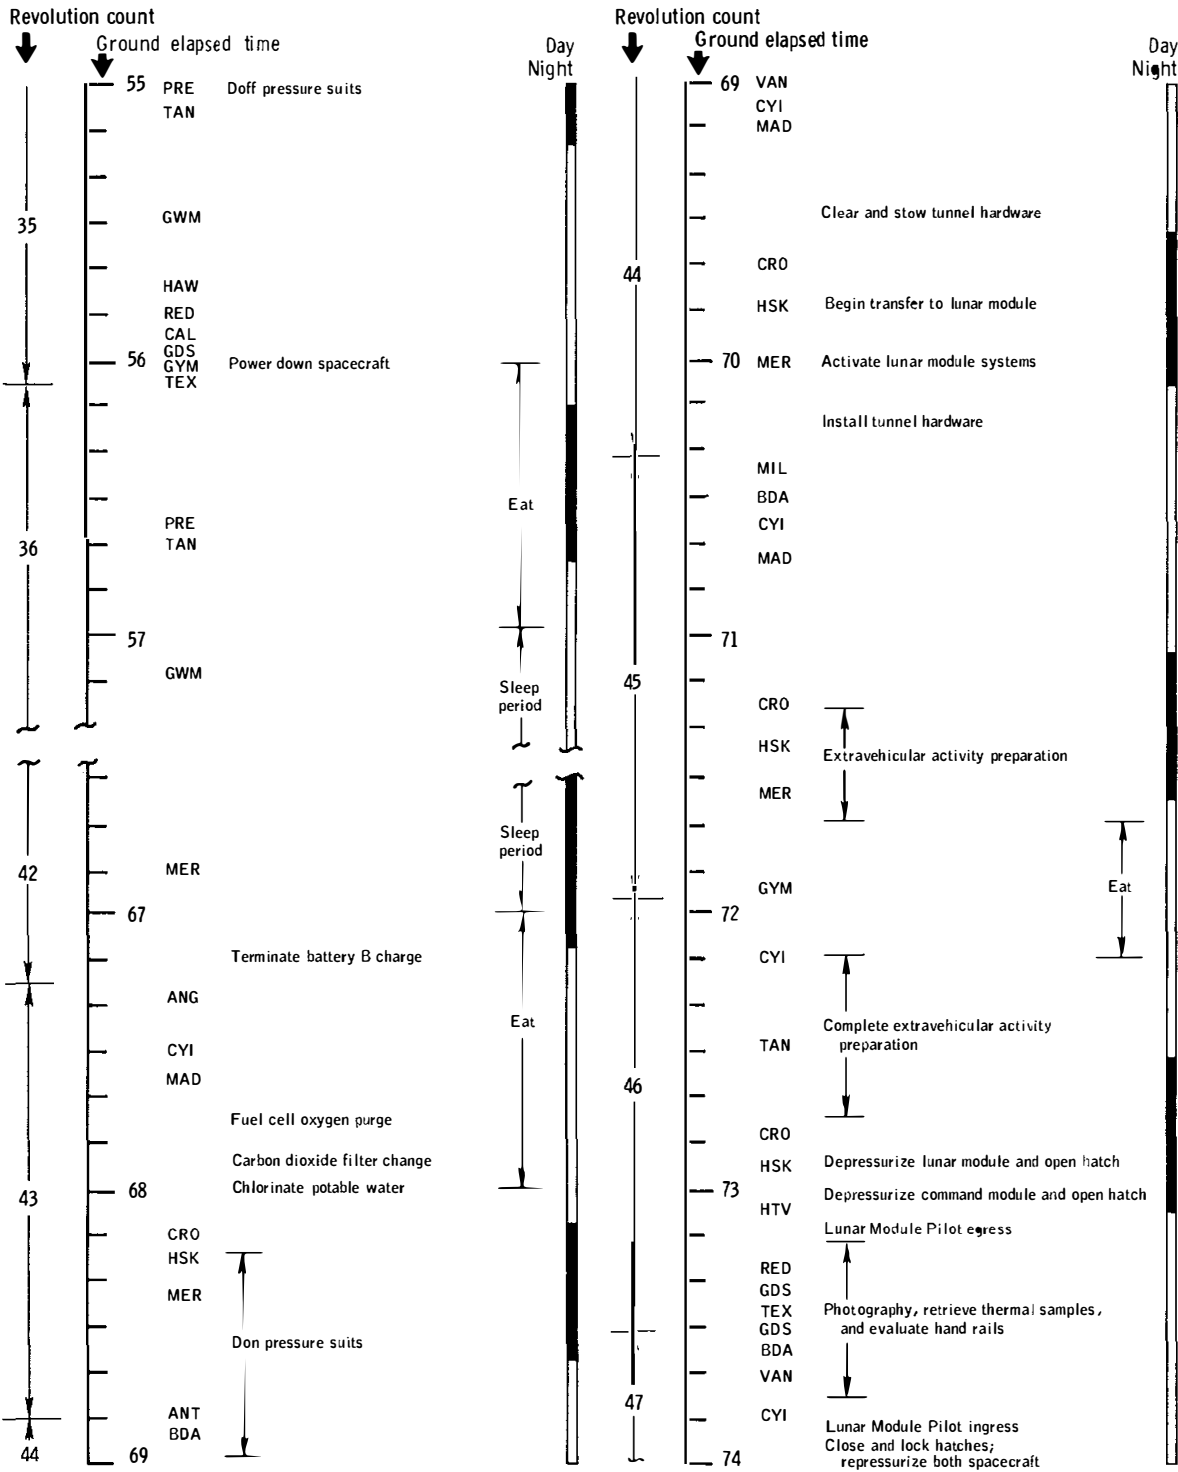 Revolution count
Ground elapsed time
Day
Night
55 PRE Doff pressure suits
TAN
35
GWM
HAW
RED
CAL
GDS
56 GYM Power down spacecraft
TEX
Eat
PRE
36 TAN
57
GWM
Sleep
period
Sleep
period
42 MER
67
Terminate battery B charge
ANG
Eat
CYI
MAD
Fuel cell oxygen purge
Carbon dioxide filter change
43 68 Chlorinate potable water
CRO
HSK
MER
Don pressure suits
ANT
BDA
44 69
Revolution count
Ground elapsed time
Day
Night
69 VAN
CYI
MAD
Clear and stow tunnel hardware
44 CRO
HSK Begin transfer to lunar module
70 MER Activate lunar module systems
Install tunnel hardware
MIL
BDA
CYI
MAD
71
45
CRO
HSK Extravehicular activity preparation
MER
GYM Eat
72
CYI
Complete extravehicular activity
TAN preparation
46
CRO
HSK Depressurize lunar module and open hatch
73 Depressurize command module and open hatch
HTV
Lunar Module Pilot egress
RED
GDS
TEX Photography, retrieve thermal samples,
GDS and evaluate hand rails
BDA
VAN
47
CYI
Lunar Module Pilot ingress
Close and lock hatches;
74 repressurize both spacecraft